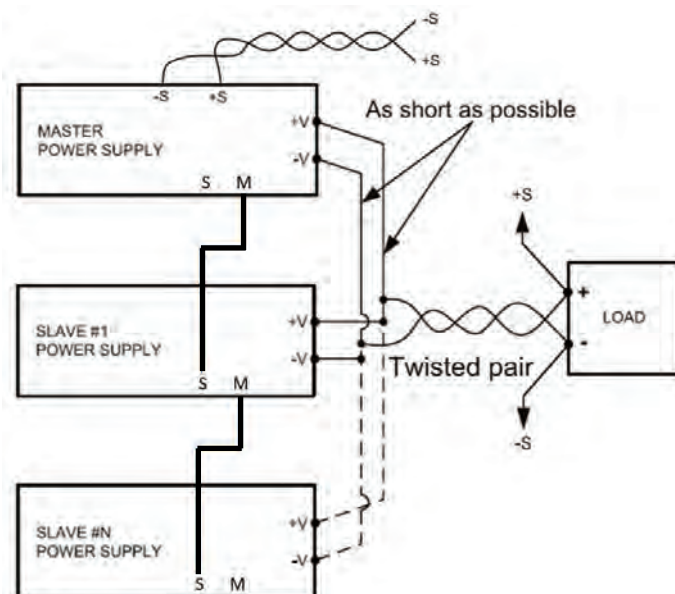 -S
+S
-S +S
MASTER
POWER SUPPLY
+V
-V
S M
As short as possible
+S
SLAVE #1
POWER SUPPLY
+V
-V
S M
+
-
LOAD
Twisted pair
-S
SLAVE #N
POWER SUPPLY
+V
-V
S M